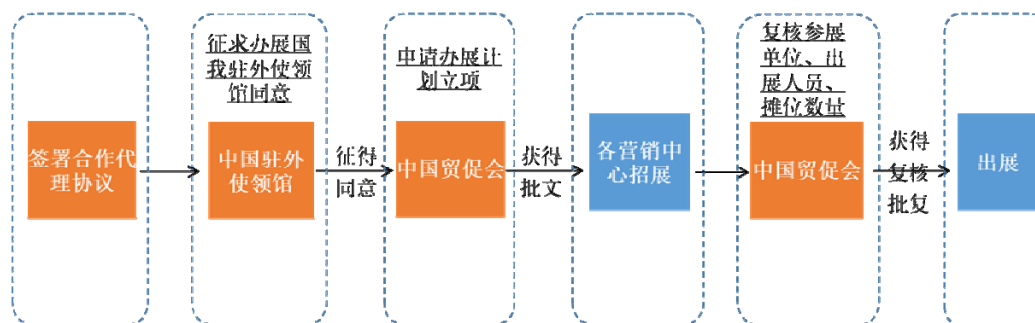 签署合作代
理协议
征求办展国
我驻外使领
馆同意
中国驻外
使领馆
征得
同意
申请办展计
划立项
中国贸促会
获得
批文
各营销中
心招展
复核参展
单位、出
展人员、
摊位数量
中国贸促会
获得
复核
批复
出展